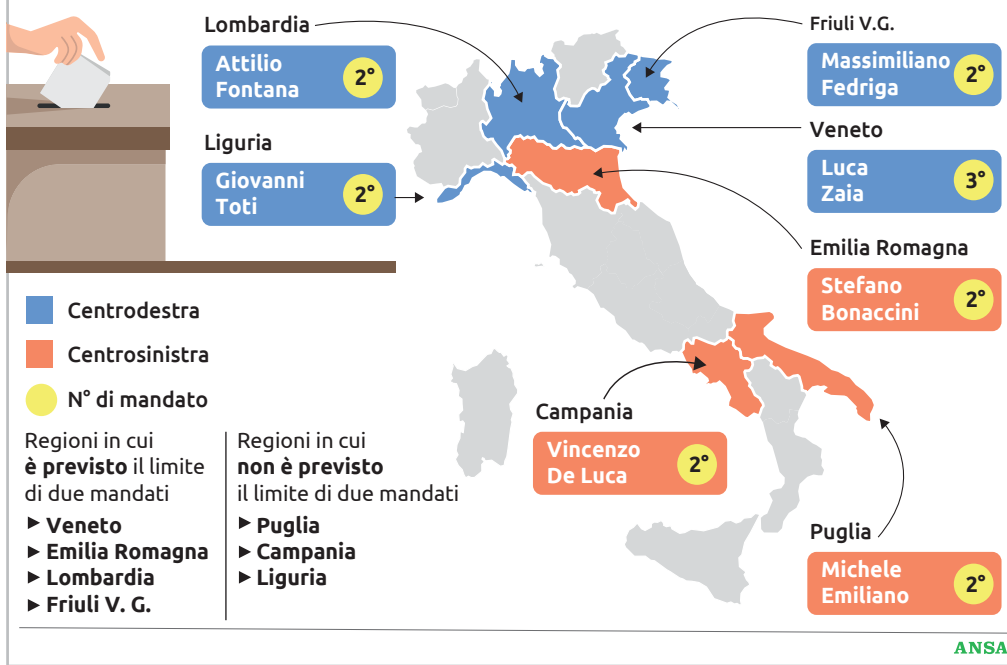 Lombardia
Attilio
Fontana
2°
Liguria
Giovanni
Toti
2°
Friuli V.G.
Massimiliano
Fedriga
2°
Veneto
Luca
Zaia
3°
Emilia Romagna
Stefano
Bonaccini
2°
Centrodestra
Centrosinistra
N° di mandato
Campania
Vincenzo
De Luca
2°
Puglia
Michele
Emiliano
2°
Regioni in cui
è previsto il limite
di due mandati
► Veneto
► Emilia Romagna
► Lombardia
► Friuli V. G.
Regioni in cui
non è previsto
il limite di due mandati
► Puglia
► Campania
► Liguria
ANSA